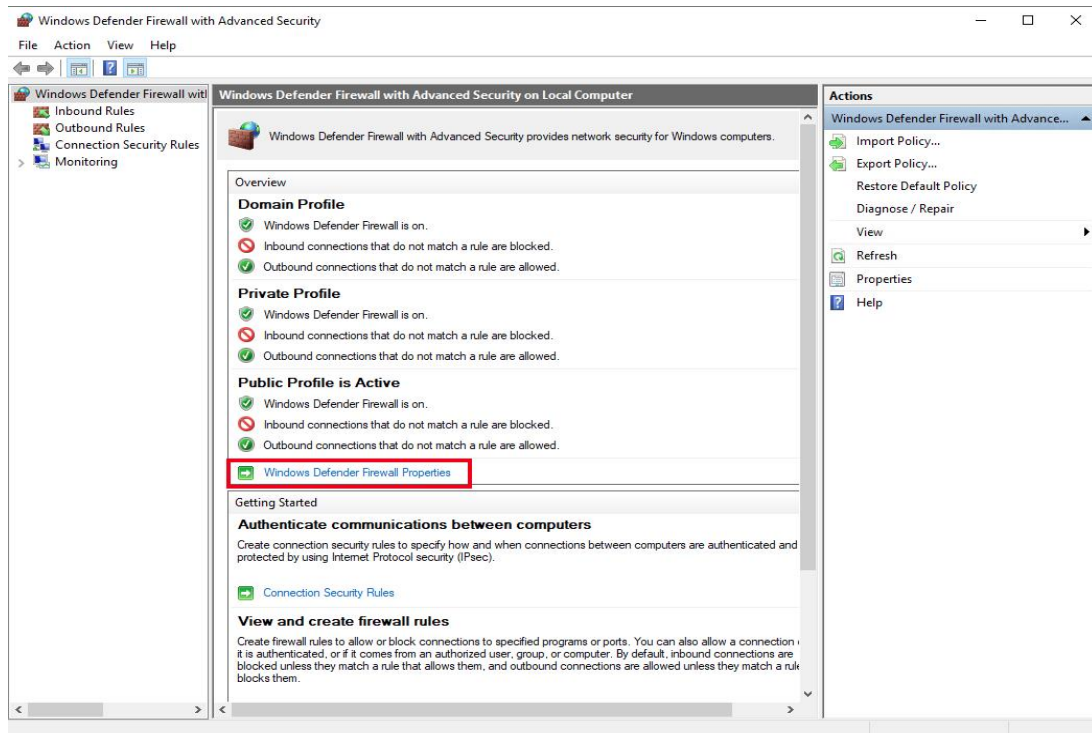 Windows Defender Firewall with Advanced Security
File Action View Help
Windows Defender Firewall witl
Inbound Rules
Outbound Rules
Connection Security Rules
Monitoring
Windows Defender Firewall with Advanced Security on Local Computer
Windows Defender Firewall with Advanced Security provides network security for Windows computers.
Overview
Domain Profile
Windows Defender Firewall is on.
Inbound connections that do not match a rule are blocked.
Outbound connections that do not match a rule are allowed.
Private Profile
Windows Defender Firewall is on.
Inbound connections that do not match a rule are blocked.
Outbound connections that do not match a rule are allowed.
Public Profile is Active
Windows Defender Firewall is on.
Inbound connections that do not match a rule are blocked.
Outbound connections that do not match a rule are allowed.
Windows Defender Firewall Properties
Getting Started
Authenticate communications between computers
Create connection security rules to specify how and when connections between computers are authenticated and
protected by using Internet Protocol security (IPsec).
Connection Security Rules
View and create firewall rules
Create firewall rules to allow or block connections to specified programs or ports. You can also allow a connection
it is authenticated, or if it comes from an authorized user, group, or computer. By default, inbound connections are
blocked unless they match a rule that allows them, and outbound connections are allowed unless they match a rule
blocks them.
Actions
Windows Defender Firewall with Advance...
Import Policy...
Export Policy...
Restore Default Policy
Diagnose / Repair
View
Refresh
Properties
Help